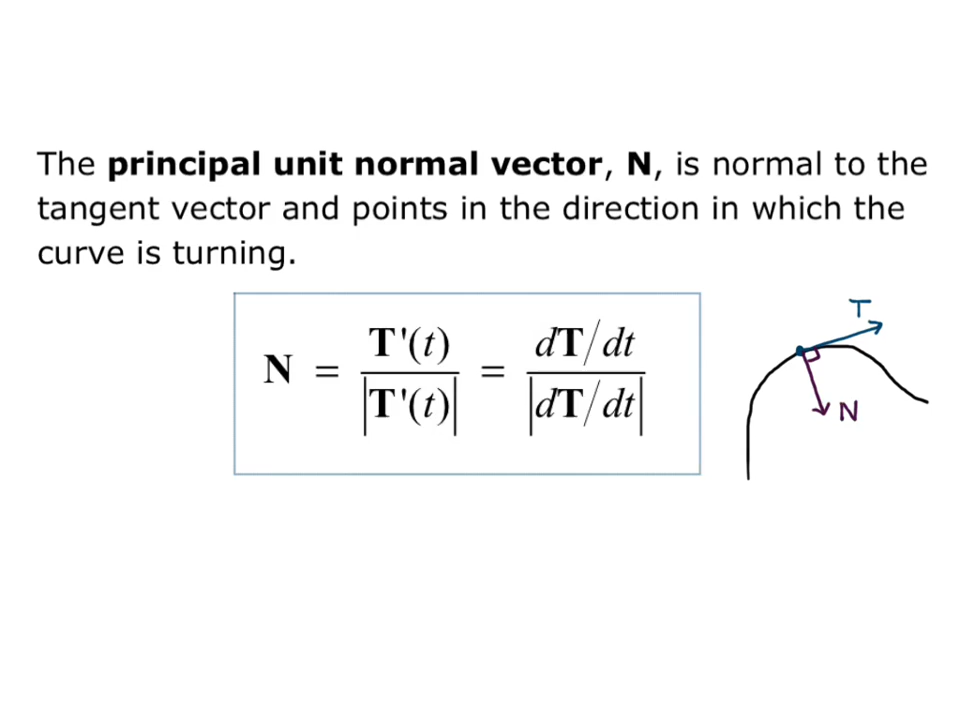 The principal unit normal vector, N, is normal to the
tangent vector and points in the direction in which the
curve is turning.
N = T'(t) / |T'(t)| = dT/dt / |dT/dt|
T
N